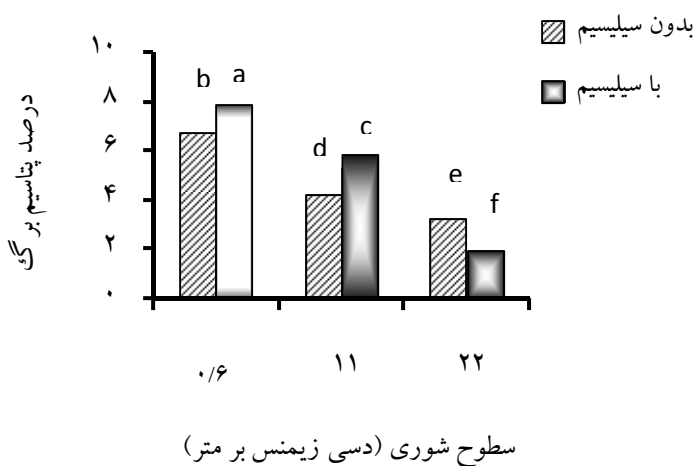 بدون سیلیسیم
با سیلیسیم
درصد پتاسیم برگ
۱۰
۸
۶
۴
۲
۰
b a
d c
e f
۰/۶ ۱۱ ۲۲
سطوح شوری (دسی زیمنس بر متر)